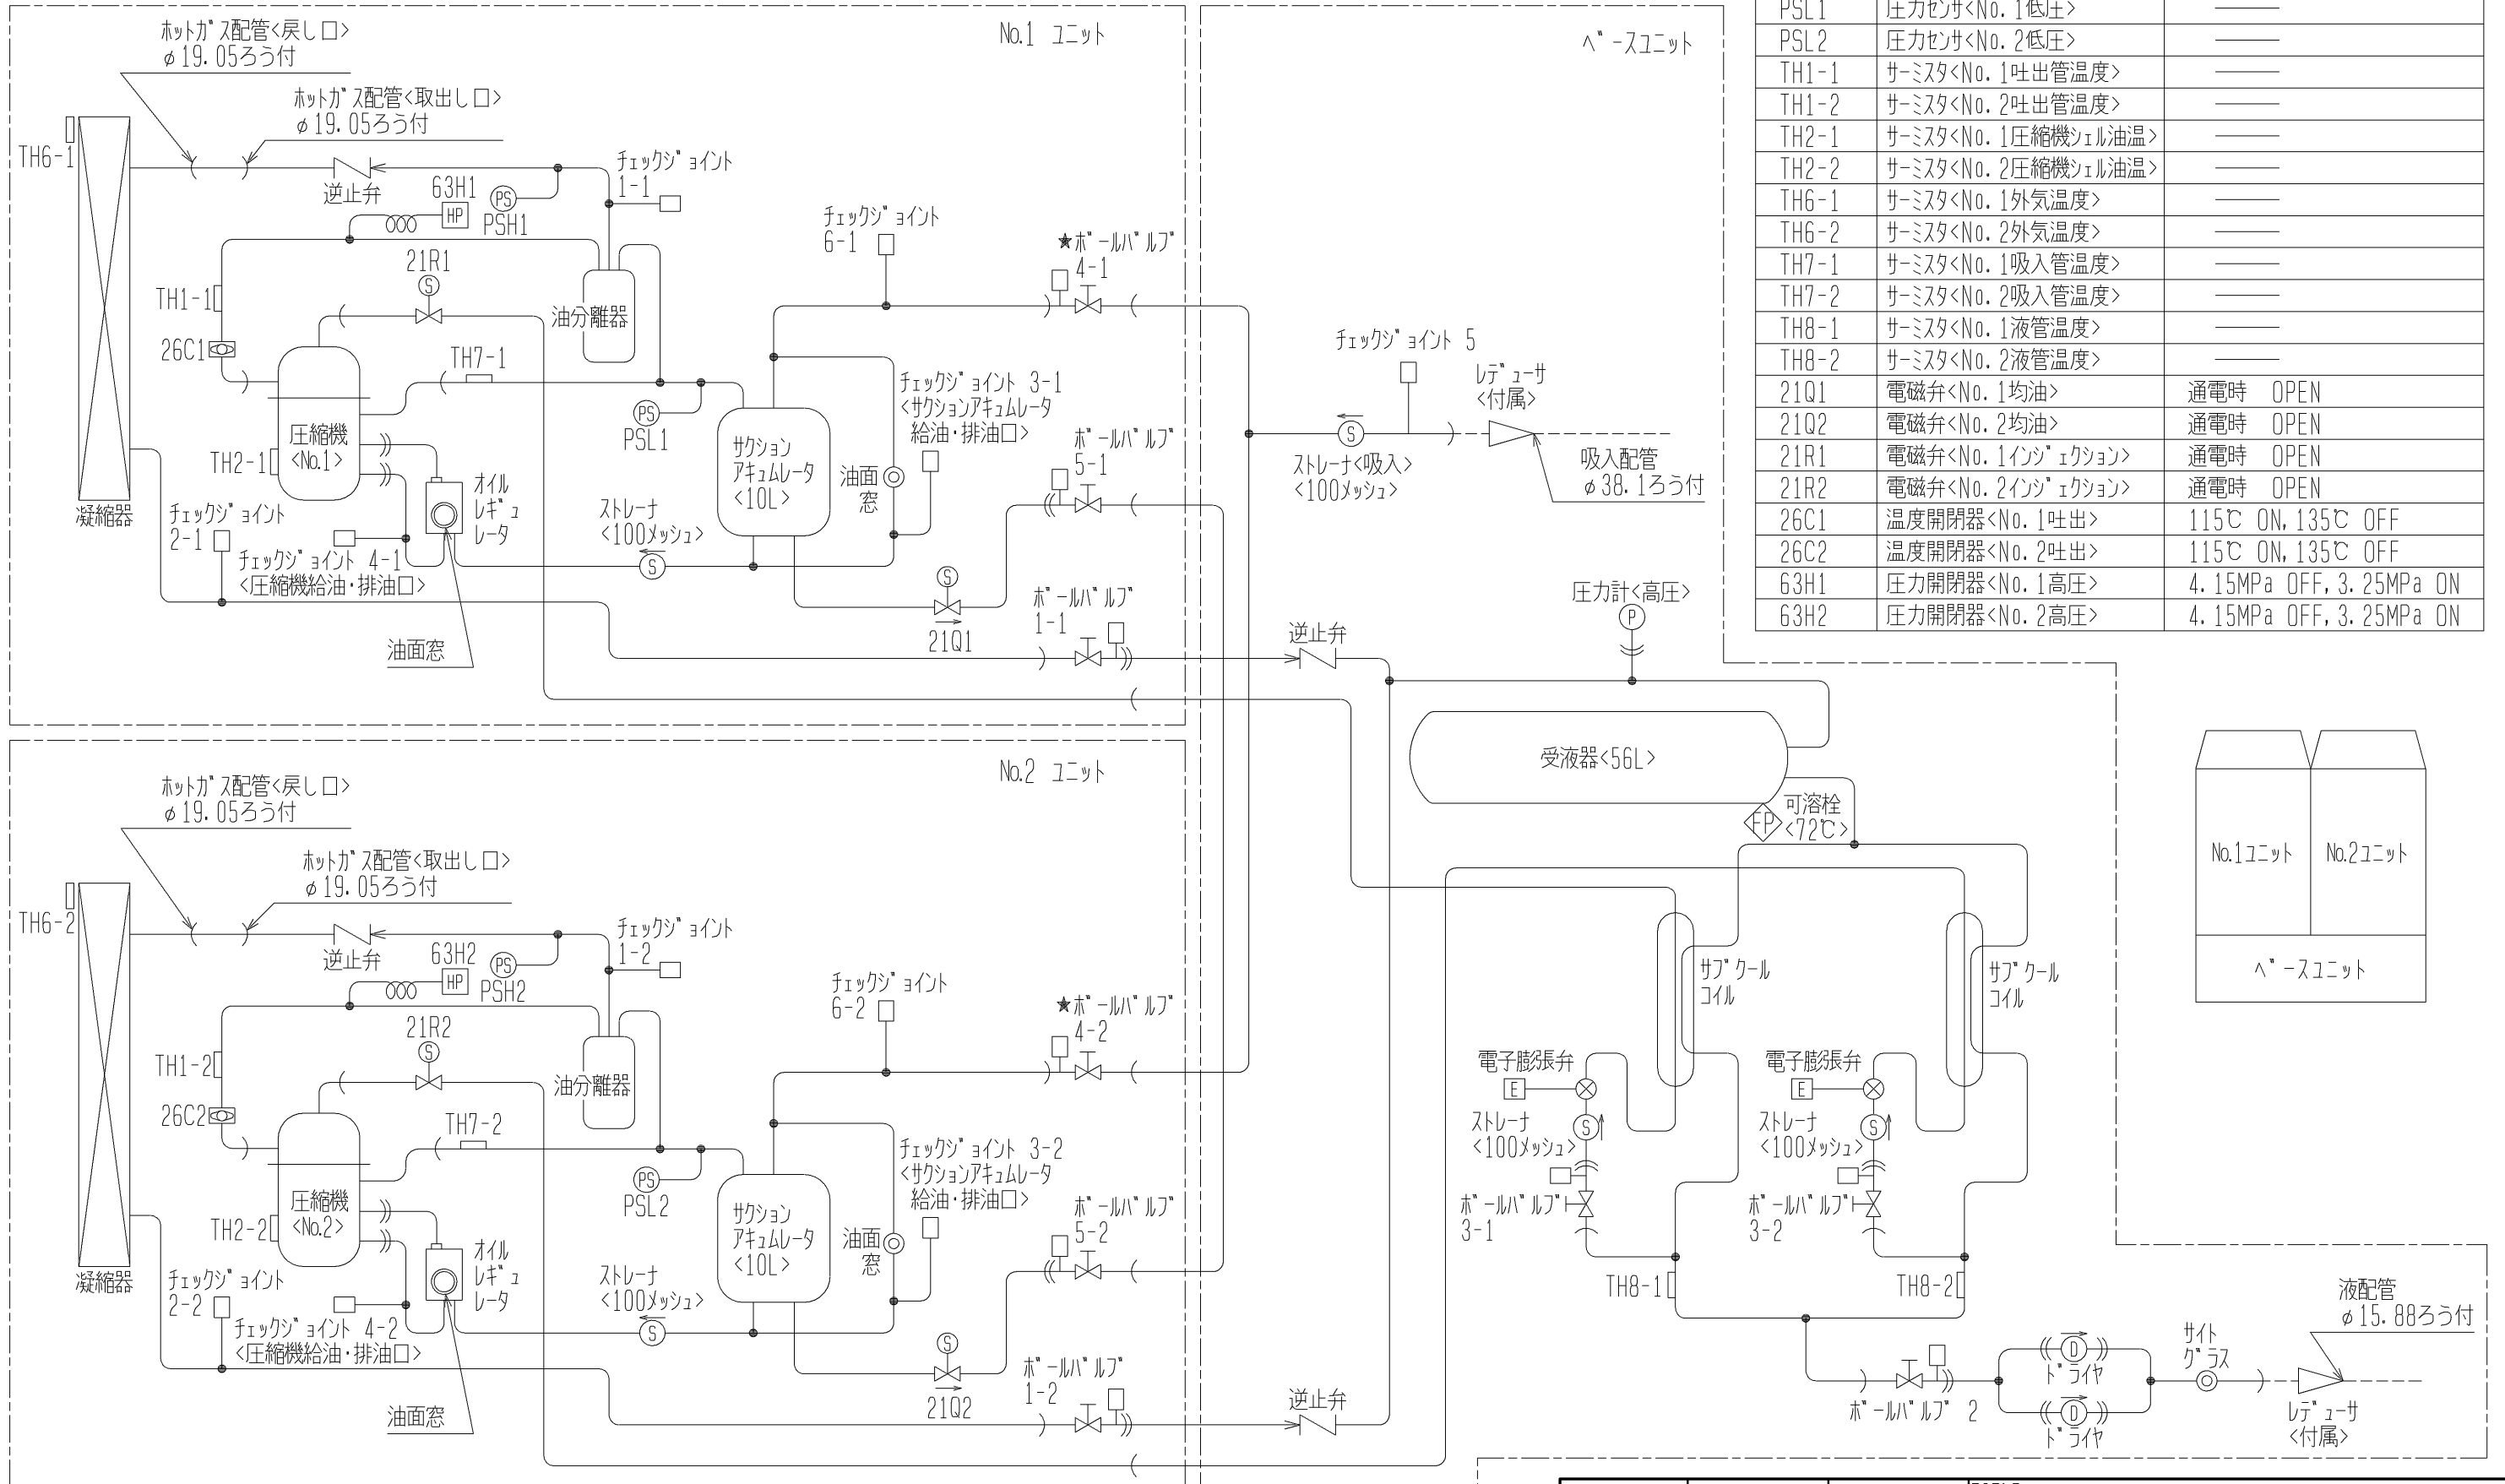 No.1 ユニット
ホットガス配管<戻し口>
φ19.05ろう付
ホットガス配管<取出し口>
φ19.05ろう付
TH6-1
逆止弁
63H1
HP
PS
PSH1
チェックジョイント
1-1
21R1
S
TH1-1
26C1
油分離器
TH7-1
圧縮機
<No.1>
TH2-1
PS
PSL1
サクション
アキュムレータ
<10L>
チェックジョイント
6-1
★ボールバルブ
4-1
チェックジョイント 3-1
<サクションアキュムレータ
給油・排油口>
油面
窓
ボールバルブ
5-1
凝縮器
チェックジョイント
2-1
チェックジョイント 4-1
<圧縮機給油・排油口>
オイル
レギュ
レータ
ストレーナ
<100メッシュ>
S
S
21Q1
ボールバルブ
1-1
油面窓
No.2 ユニット
ホットガス配管<戻し口>
φ19.05ろう付
ホットガス配管<取出し口>
φ19.05ろう付
TH6-2
逆止弁
63H2
HP
PS
PSH2
チェックジョイント
1-2
21R2
S
TH1-2
26C2
油分離器
TH7-2
圧縮機
<No.2>
TH2-2
PS
PSL2
サクション
アキュムレータ
<10L>
チェックジョイント
6-2
★ボールバルブ
4-2
チェックジョイント 3-2
<サクションアキュムレータ
給油・排油口>
油面
窓
ボールバルブ
5-2
凝縮器
チェックジョイント
2-2
チェックジョイント 4-2
<圧縮機給油・排油口>
オイル
レギュ
レータ
ストレーナ
<100メッシュ>
S
S
21Q2
ボールバルブ
1-2
油面窓
ベースユニット
チェックジョイント 5
レデューサ
<付属>
S
ストレーナ<吸入>
<100メッシュ>
吸入配管
φ38.1ろう付
圧力計<高圧>
P
逆止弁
受液器<56L>
FP
可溶栓
<72℃>
サブクール
コイル
サブクール
コイル
電子膨張弁
E
ストレーナ
<100メッシュ>
S
ボールバルブ
3-1
電子膨張弁
E
ストレーナ
<100メッシュ>
S
ボールバルブ
3-2
TH8-1
TH8-2
逆止弁
ボールバルブ 2
D
ドライヤ
D
ドライヤ
サイト
グラス
液配管
φ15.88ろう付
レデューサ
<付属>
PSL1 圧力センサ<No.1低圧> ―――
PSL2 圧力センサ<No.2低圧> ―――
TH1-1 サーミスタ<No.1吐出管温度> ―――
TH1-2 サーミスタ<No.2吐出管温度> ―――
TH2-1 サーミスタ<No.1圧縮機シェル油温> ―――
TH2-2 サーミスタ<No.2圧縮機シェル油温> ―――
TH6-1 サーミスタ<No.1外気温度> ―――
TH6-2 サーミスタ<No.2外気温度> ―――
TH7-1 サーミスタ<No.1吸入管温度> ―――
TH7-2 サーミスタ<No.2吸入管温度> ―――
TH8-1 サーミスタ<No.1液管温度> ―――
TH8-2 サーミスタ<No.2液管温度> ―――
21Q1 電磁弁<No.1均油> 通電時 OPEN
21Q2 電磁弁<No.2均油> 通電時 OPEN
21R1 電磁弁<No.1インジェクション> 通電時 OPEN
21R2 電磁弁<No.2インジェクション> 通電時 OPEN
26C1 温度開閉器<No.1吐出> 115℃ ON,135℃ OFF
26C2 温度開閉器<No.2吐出> 115℃ ON,135℃ OFF
63H1 圧力開閉器<No.1高圧> 4.15MPa OFF,3.25MPa ON
63H2 圧力開閉器<No.2高圧> 4.15MPa OFF,3.25MPa ON
No.1ユニット
No.2ユニット
ベースユニット